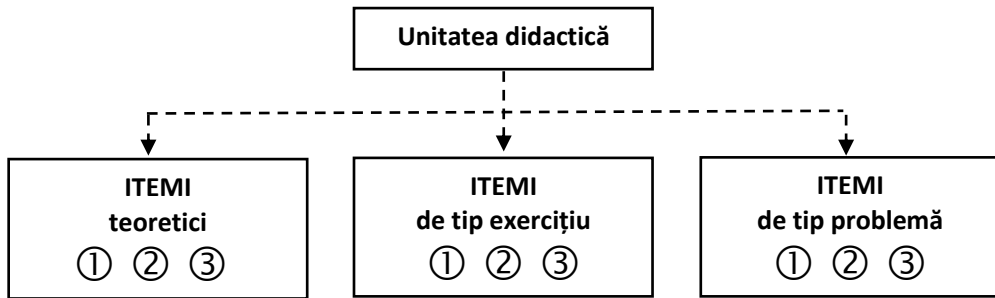 Unitatea didactică
ITEMI
teoretici
① ② ③
ITEMI
de tip exercițiu
① ② ③
ITEMI
de tip problemă
① ② ③